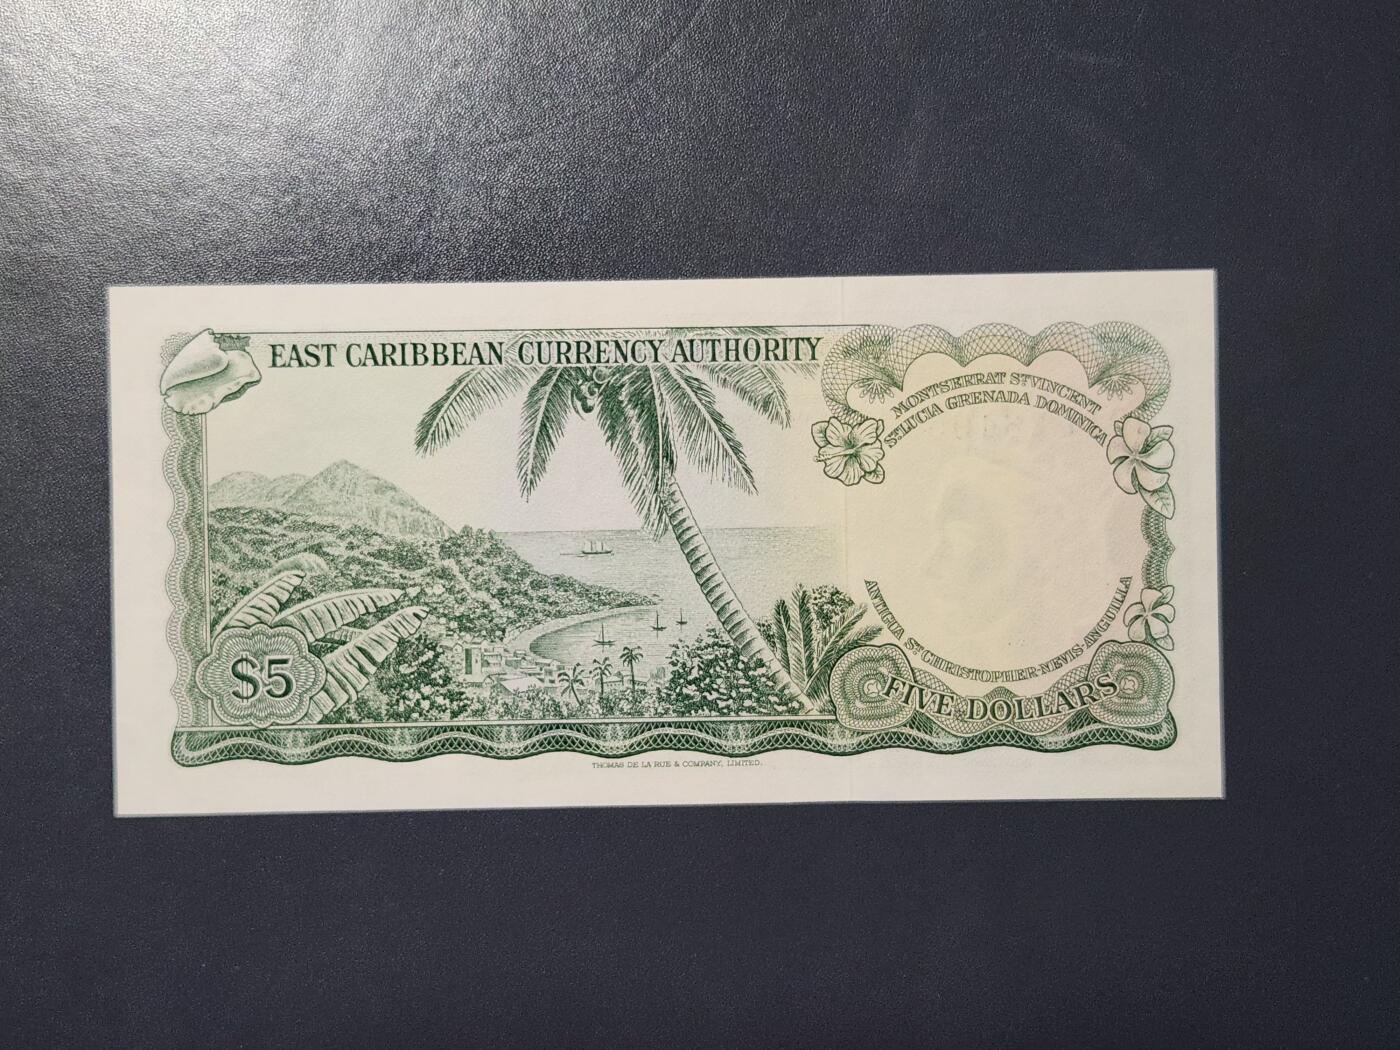 EAST CARIBBEAN CURRENCY AUTHORITY
MONTSERRAT ST VINCENT
ST LUCIA GRENADA DOMINICA
ANTIGUA ST CHRISTOPHER-NEVIS-ANGUILLA
$5
FIVE DOLLARS
THOMAS DE LA RUE & COMPANY, LIMITED.